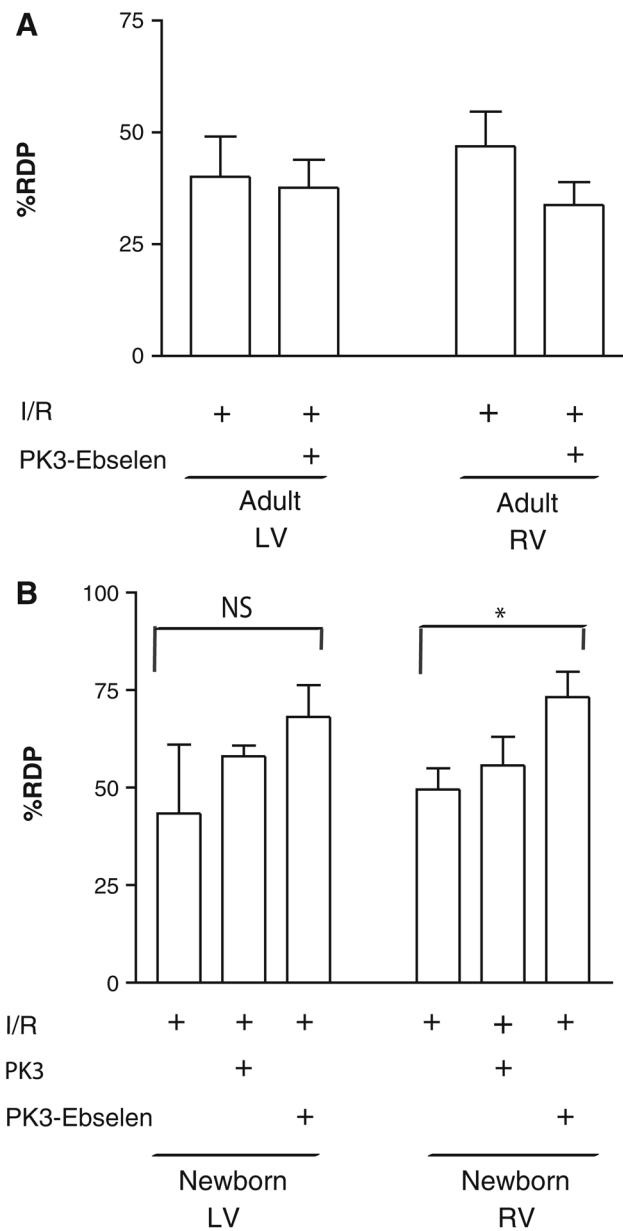 A
75
50
25
0
%RDP
I/R + + + +
PK3-Ebselen + +
Adult Adult
LV RV
B
100
75
50
25
0
%RDP
NS *
I/R + + + + + +
PK3 + +
PK3-Ebselen + +
Newborn Newborn
LV RV